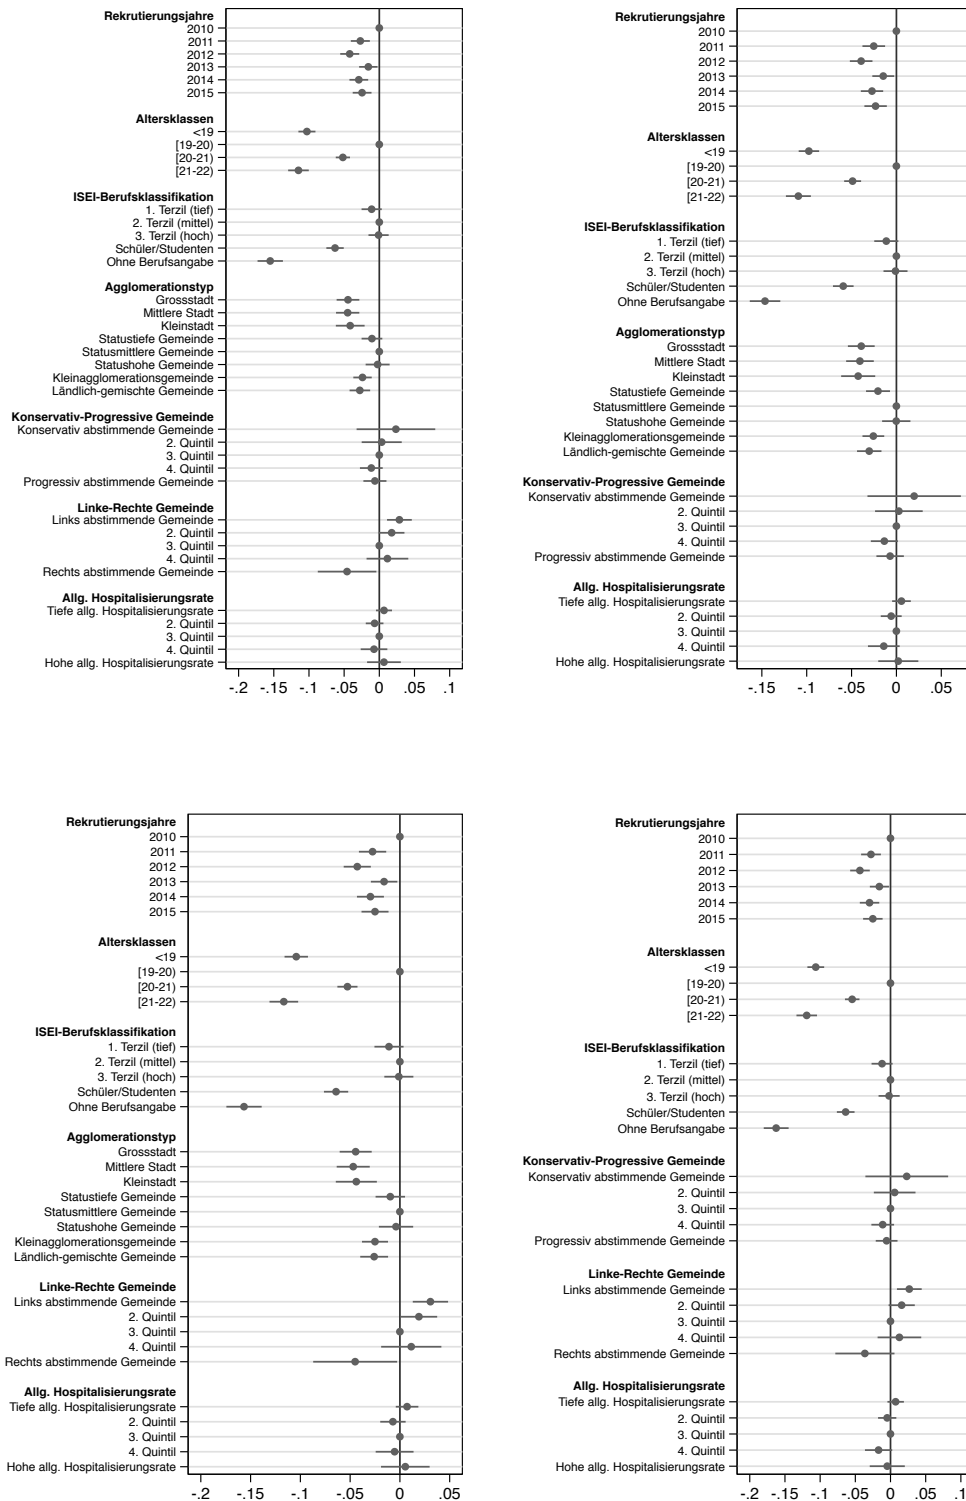 Rekrutierungsjahre
2010
2011
2012
2013
2014
2015
Altersklassen
<19
[19-20)
[20-21)
[21-22)
ISEI-Berufsklassifikation
1. Terzil (tief)
2. Terzil (mittel)
3. Terzil (hoch)
Schüler/Studenten
Ohne Berufsangabe
Agglomerationstyp
Grossstadt
Mittlere Stadt
Kleinstadt
Statustiefe Gemeinde
Statusmittlere Gemeinde
Statushohe Gemeinde
Kleinagglomerationsgemeinde
Ländlich-gemischte Gemeinde
Konservativ-Progressive Gemeinde
Konservativ abstimmende Gemeinde
2. Quintil
3. Quintil
4. Quintil
Progressiv abstimmende Gemeinde
Linke-Rechte Gemeinde
Links abstimmende Gemeinde
2. Quintil
3. Quintil
4. Quintil
Rechts abstimmende Gemeinde
Allg. Hospitalisierungsrate
Tiefe allg. Hospitalisierungsrate
2. Quintil
3. Quintil
4. Quintil
Hohe allg. Hospitalisierungsrate
-.2 -.15 -.1 -.05 0 .05 .1
Rekrutierungsjahre
2010
2011
2012
2013
2014
2015
Altersklassen
<19
[19-20)
[20-21)
[21-22)
ISEI-Berufsklassifikation
1. Terzil (tief)
2. Terzil (mittel)
3. Terzil (hoch)
Schüler/Studenten
Ohne Berufsangabe
Agglomerationstyp
Grossstadt
Mittlere Stadt
Kleinstadt
Statustiefe Gemeinde
Statusmittlere Gemeinde
Statushohe Gemeinde
Kleinagglomerationsgemeinde
Ländlich-gemischte Gemeinde
Konservativ-Progressive Gemeinde
Konservativ abstimmende Gemeinde
2. Quintil
3. Quintil
4. Quintil
Progressiv abstimmende Gemeinde
Allg. Hospitalisierungsrate
Tiefe allg. Hospitalisierungsrate
2. Quintil
3. Quintil
4. Quintil
Hohe allg. Hospitalisierungsrate
-.15 -.1 -.05 0 .05
Rekrutierungsjahre
2010
2011
2012
2013
2014
2015
Altersklassen
<19
[19-20)
[20-21)
[21-22)
ISEI-Berufsklassifikation
1. Terzil (tief)
2. Terzil (mittel)
3. Terzil (hoch)
Schüler/Studenten
Ohne Berufsangabe
Agglomerationstyp
Grossstadt
Mittlere Stadt
Kleinstadt
Statustiefe Gemeinde
Statusmittlere Gemeinde
Statushohe Gemeinde
Kleinagglomerationsgemeinde
Ländlich-gemischte Gemeinde
Linke-Rechte Gemeinde
Links abstimmende Gemeinde
2. Quintil
3. Quintil
4. Quintil
Rechts abstimmende Gemeinde
Allg. Hospitalisierungsrate
Tiefe allg. Hospitalisierungsrate
2. Quintil
3. Quintil
4. Quintil
Hohe allg. Hospitalisierungsrate
-.2 -.15 -.1 -.05 0 .05
Rekrutierungsjahre
2010
2011
2012
2013
2014
2015
Altersklassen
<19
[19-20)
[20-21)
[21-22)
ISEI-Berufsklassifikation
1. Terzil (tief)
2. Terzil (mittel)
3. Terzil (hoch)
Schüler/Studenten
Ohne Berufsangabe
Konservativ-Progressive Gemeinde
Konservativ abstimmende Gemeinde
2. Quintil
3. Quintil
4. Quintil
Progressiv abstimmende Gemeinde
Linke-Rechte Gemeinde
Links abstimmende Gemeinde
2. Quintil
3. Quintil
4. Quintil
Rechts abstimmende Gemeinde
Allg. Hospitalisierungsrate
Tiefe allg. Hospitalisierungsrate
2. Quintil
3. Quintil
4. Quintil
Hohe allg. Hospitalisierungsrate
-.2 -.15 -.1 -.05 0 .05 .1